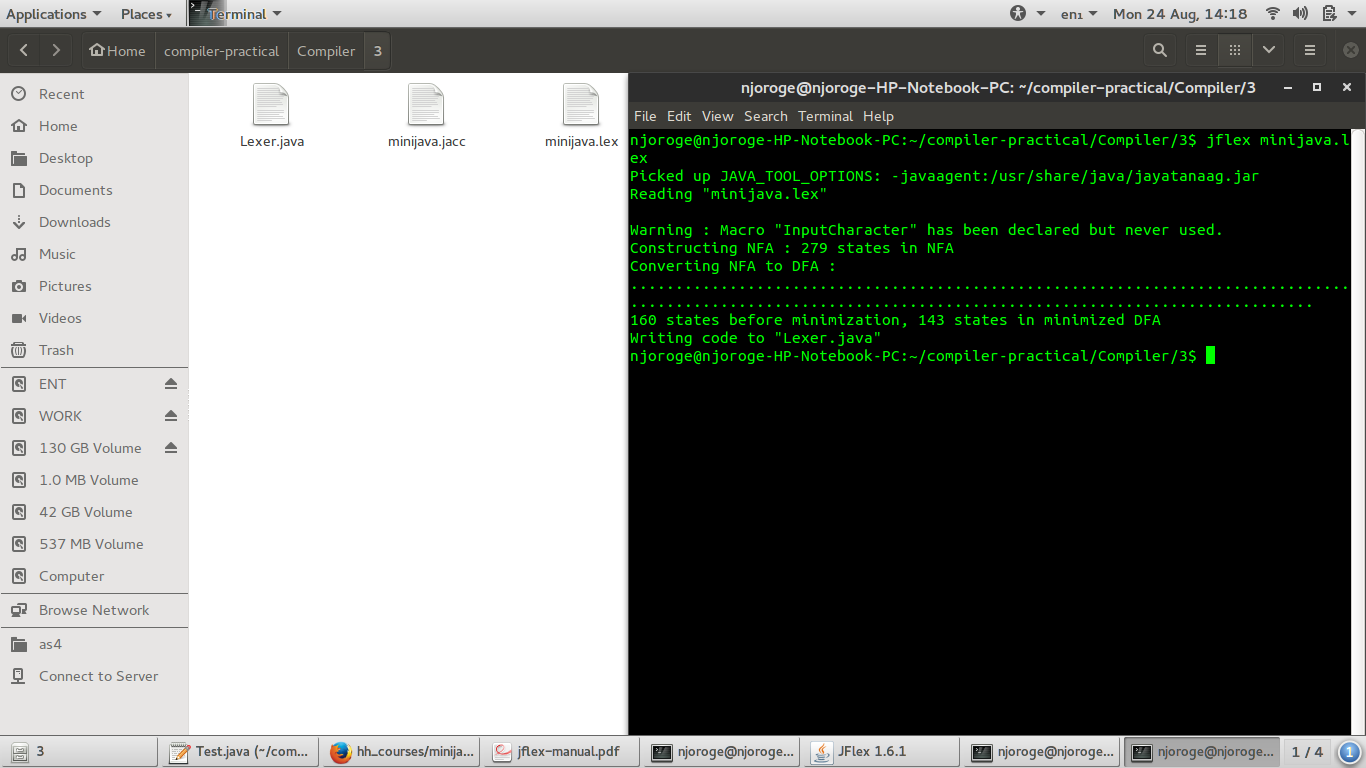 Applications Places Terminal en₁ Mon 24 Aug, 14:18
Home compiler-practical Compiler 3
njoroge@njoroge-HP-Notebook-PC: ~/compiler-practical/Compiler/3
File Edit View Search Terminal Help
Recent
Home
Desktop
Documents
Downloads
Music
Pictures
Videos
Trash
ENT
WORK
130 GB Volume
1.0 MB Volume
42 GB Volume
537 MB Volume
Computer
Browse Network
as4
Connect to Server
Lexer.java minijava.jacc minijava.lex
njoroge@njoroge-HP-Notebook-PC:~/compiler-practical/Compiler/3$ jflex minijava.l
ex
Picked up JAVA_TOOL_OPTIONS: -javaagent:/usr/share/java/jayatanaag.jar
Reading "minijava.lex"
Warning : Macro "InputCharacter" has been declared but never used.
Constructing NFA : 279 states in NFA
Converting NFA to DFA :
................................................................................
............................................................................
160 states before minimization, 143 states in minimized DFA
Writing code to "Lexer.java"
njoroge@njoroge-HP-Notebook-PC:~/compiler-practical/Compiler/3$
3 Test.java (~/com... hh_courses/minija... jflex-manual.pdf njoroge@njoroge... JFlex 1.6.1 njoroge@njoroge... njoroge@njoroge... 1 / 4 1